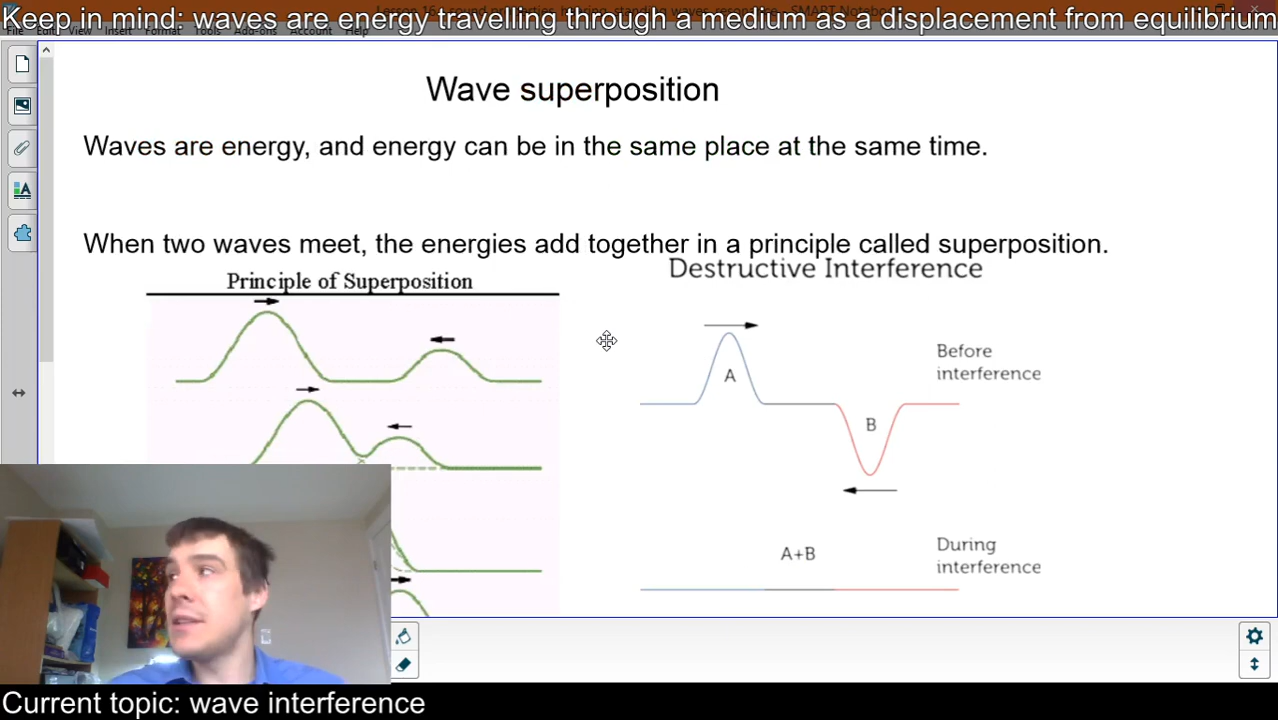 Keep in mind: waves are energy travelling through a medium as a displacement from equilibrium
Wave superposition
Waves are energy, and energy can be in the same place at the same time.
When two waves meet, the energies add together in a principle called superposition.
Principle of Superposition
Destructive Interference
A
Before
interference
B
A+B
During
interference
Current topic: wave interference